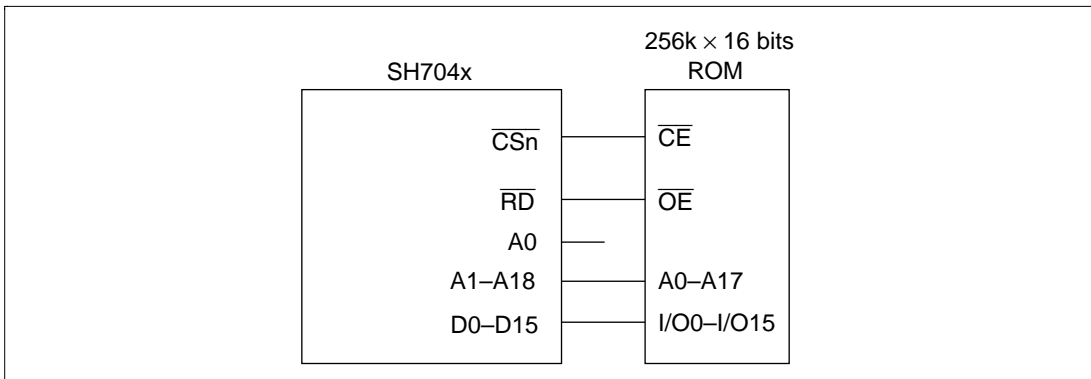 256k × 16 bits
SH704x ROM
CSn CE
RD OE
A0
A1–A18 A0–A17
D0–D15 I/O0–I/O15